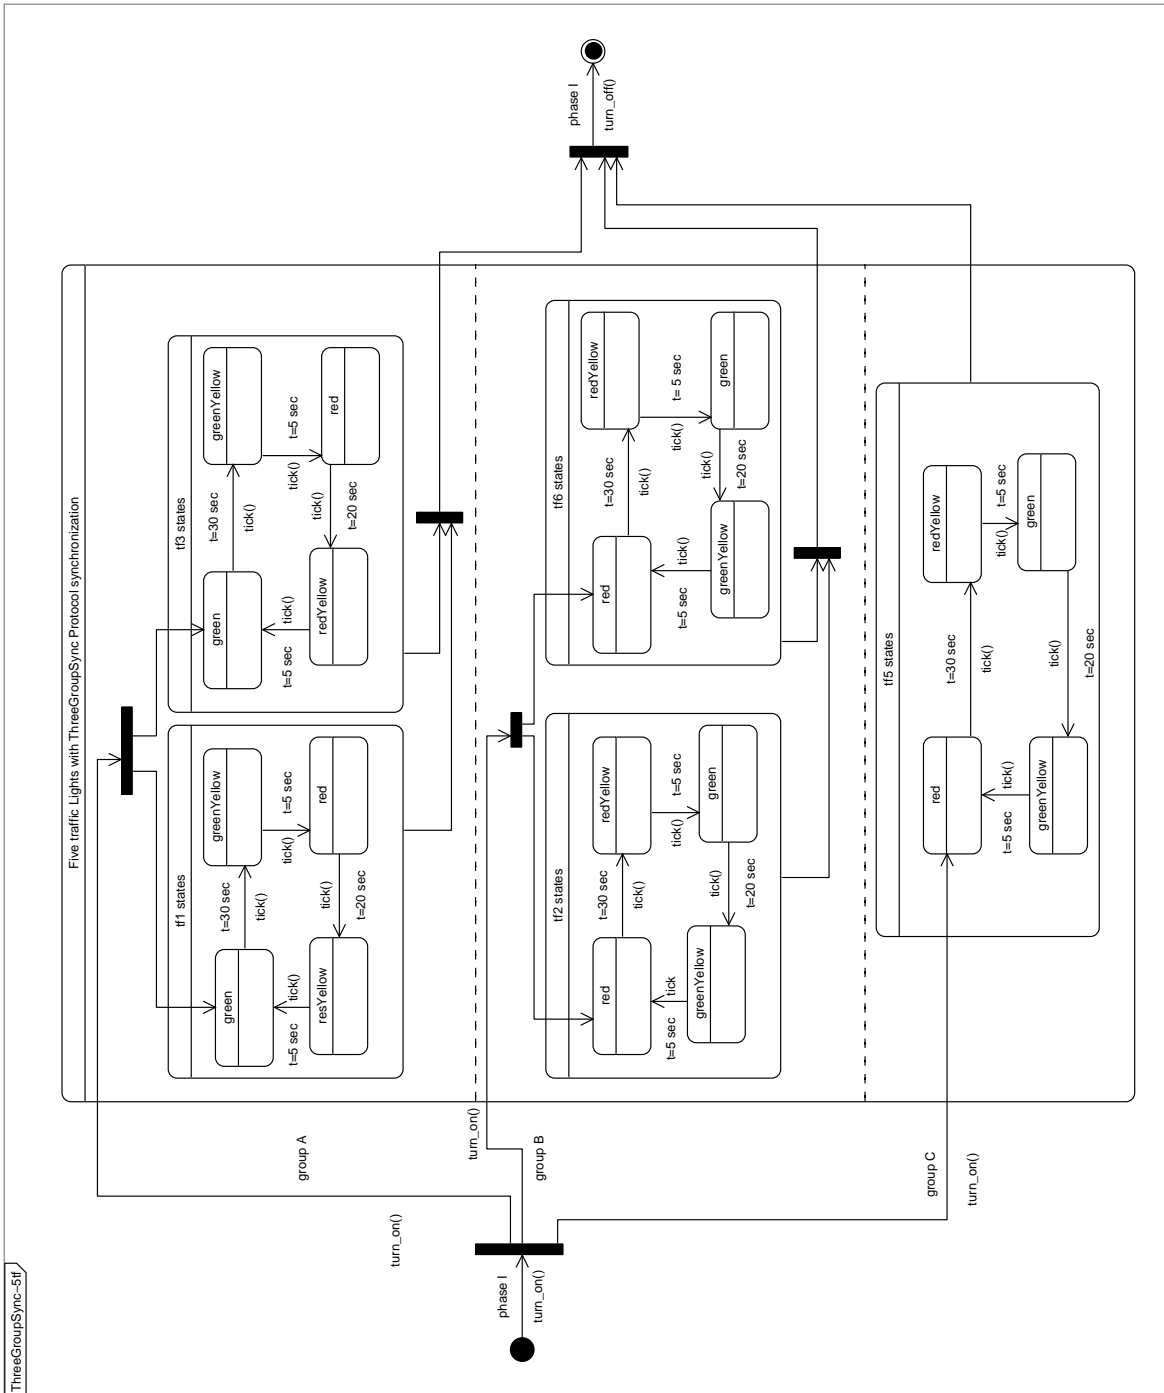 ThreeGroupSync-5tf
phase I
turn_on()
turn_on()
group A
turn_on()
group B
group C
turn_on()
Five traffic Lights with ThreeGroupSync Protocol synchronization
tf1 states
green
t=30 sec
tick()
greenYellow
t=5 sec
tick()
red
tick()
t=20 sec
resYellow
tick()
t=5 sec
tf3 states
green
t=30 sec
tick()
greenYellow
t=5 sec
tick()
red
tick()
t=20 sec
redYellow
tick()
t=5 sec
tf2 states
red
t=30 sec
tick()
redYellow
t=5 sec
tick()
green
tick()
t=20 sec
greenYellow
tick
t=5 sec
tf6 states
red
t=30 sec
tick()
redYellow
t= 5 sec
tick()
green
tick()
t=20 sec
greenYellow
tick()
t=5 sec
tf5 states
red
t=30 sec
tick()
redYellow
t=5 sec
tick()
green
tick()
t=20 sec
greenYellow
tick()
t=5 sec
phase I
turn_off()